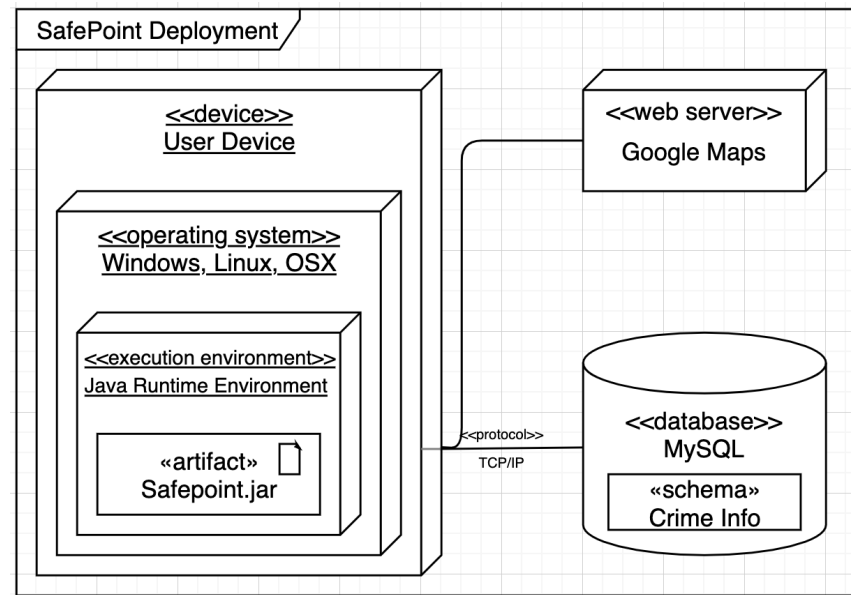 SafePoint Deployment
<<device>>
User Device
<<operating system>>
Windows, Linux, OSX
<<execution environment>>
Java Runtime Environment
«artifact»
Safepoint.jar
<<web server>>
Google Maps
<<protocol>>
TCP/IP
<<database>>
MySQL
«schema»
Crime Info